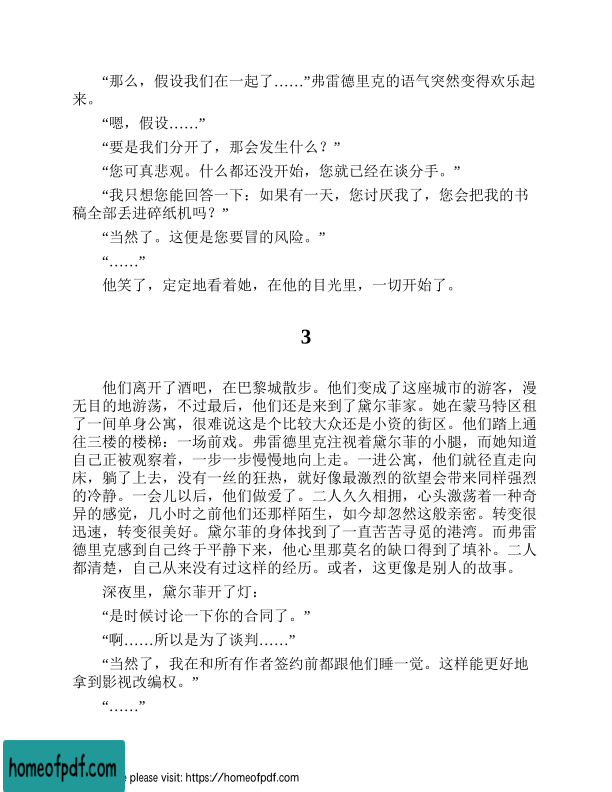 “那么，假设我们在一起了……”弗雷德里克的语气突然变得欢乐起
来。
“嗯，假设……”
“要是我们分开了，那会发生什么？”
“您可真悲观。什么都还没开始，您就已经在谈分手。”
“我只想您能回答一下：如果有一天，您讨厌我了，您会把我的书
稿全部丢进碎纸机吗？”
“当然了。这便是您要冒的风险。”
“……”
他笑了，定定地看着她，在他的目光里，一切开始了。
3
他们离开了酒吧，在巴黎城散步。他们变成了这座城市的游客，漫
无目的地游荡，不过最后，他们还是来到了黛尔菲家。她在蒙马特区租
了一间单身公寓，很难说这是个比较大众还是小资的街区。他们踏上通
往三楼的楼梯：一场前戏。弗雷德里克注视着黛尔菲的小腿，而她知道
自己正被观察着，一步一步慢慢地向上走。一进公寓，他们就径直走向
床，躺了上去，没有一丝的狂热，就好像最激烈的欲望会带来同样强烈
的冷静。一会儿以后，他们做爱了。二人久久相拥，心头激荡着一种奇
异的感觉，几小时之前他们还那样陌生，如今却忽然这般亲密。转变很
迅速，转变很美好。黛尔菲的身体找到了一直苦苦寻觅的港湾。而弗雷
德里克感到自己终于平静下来，他心里那莫名的缺口得到了填补。二人
都清楚，自己从来没有过这样的经历。或者，这更像是别人的故事。
深夜里，黛尔菲开了灯：
“是时候讨论一下你的合同了。”
“啊……所以是为了谈判……”
“当然了，我在和所有作者签约前都跟他们睡一觉。这样能更好地
拿到影视改编权。”
“……”
homeofpdf.com
e please visit: https://homeofpdf.com